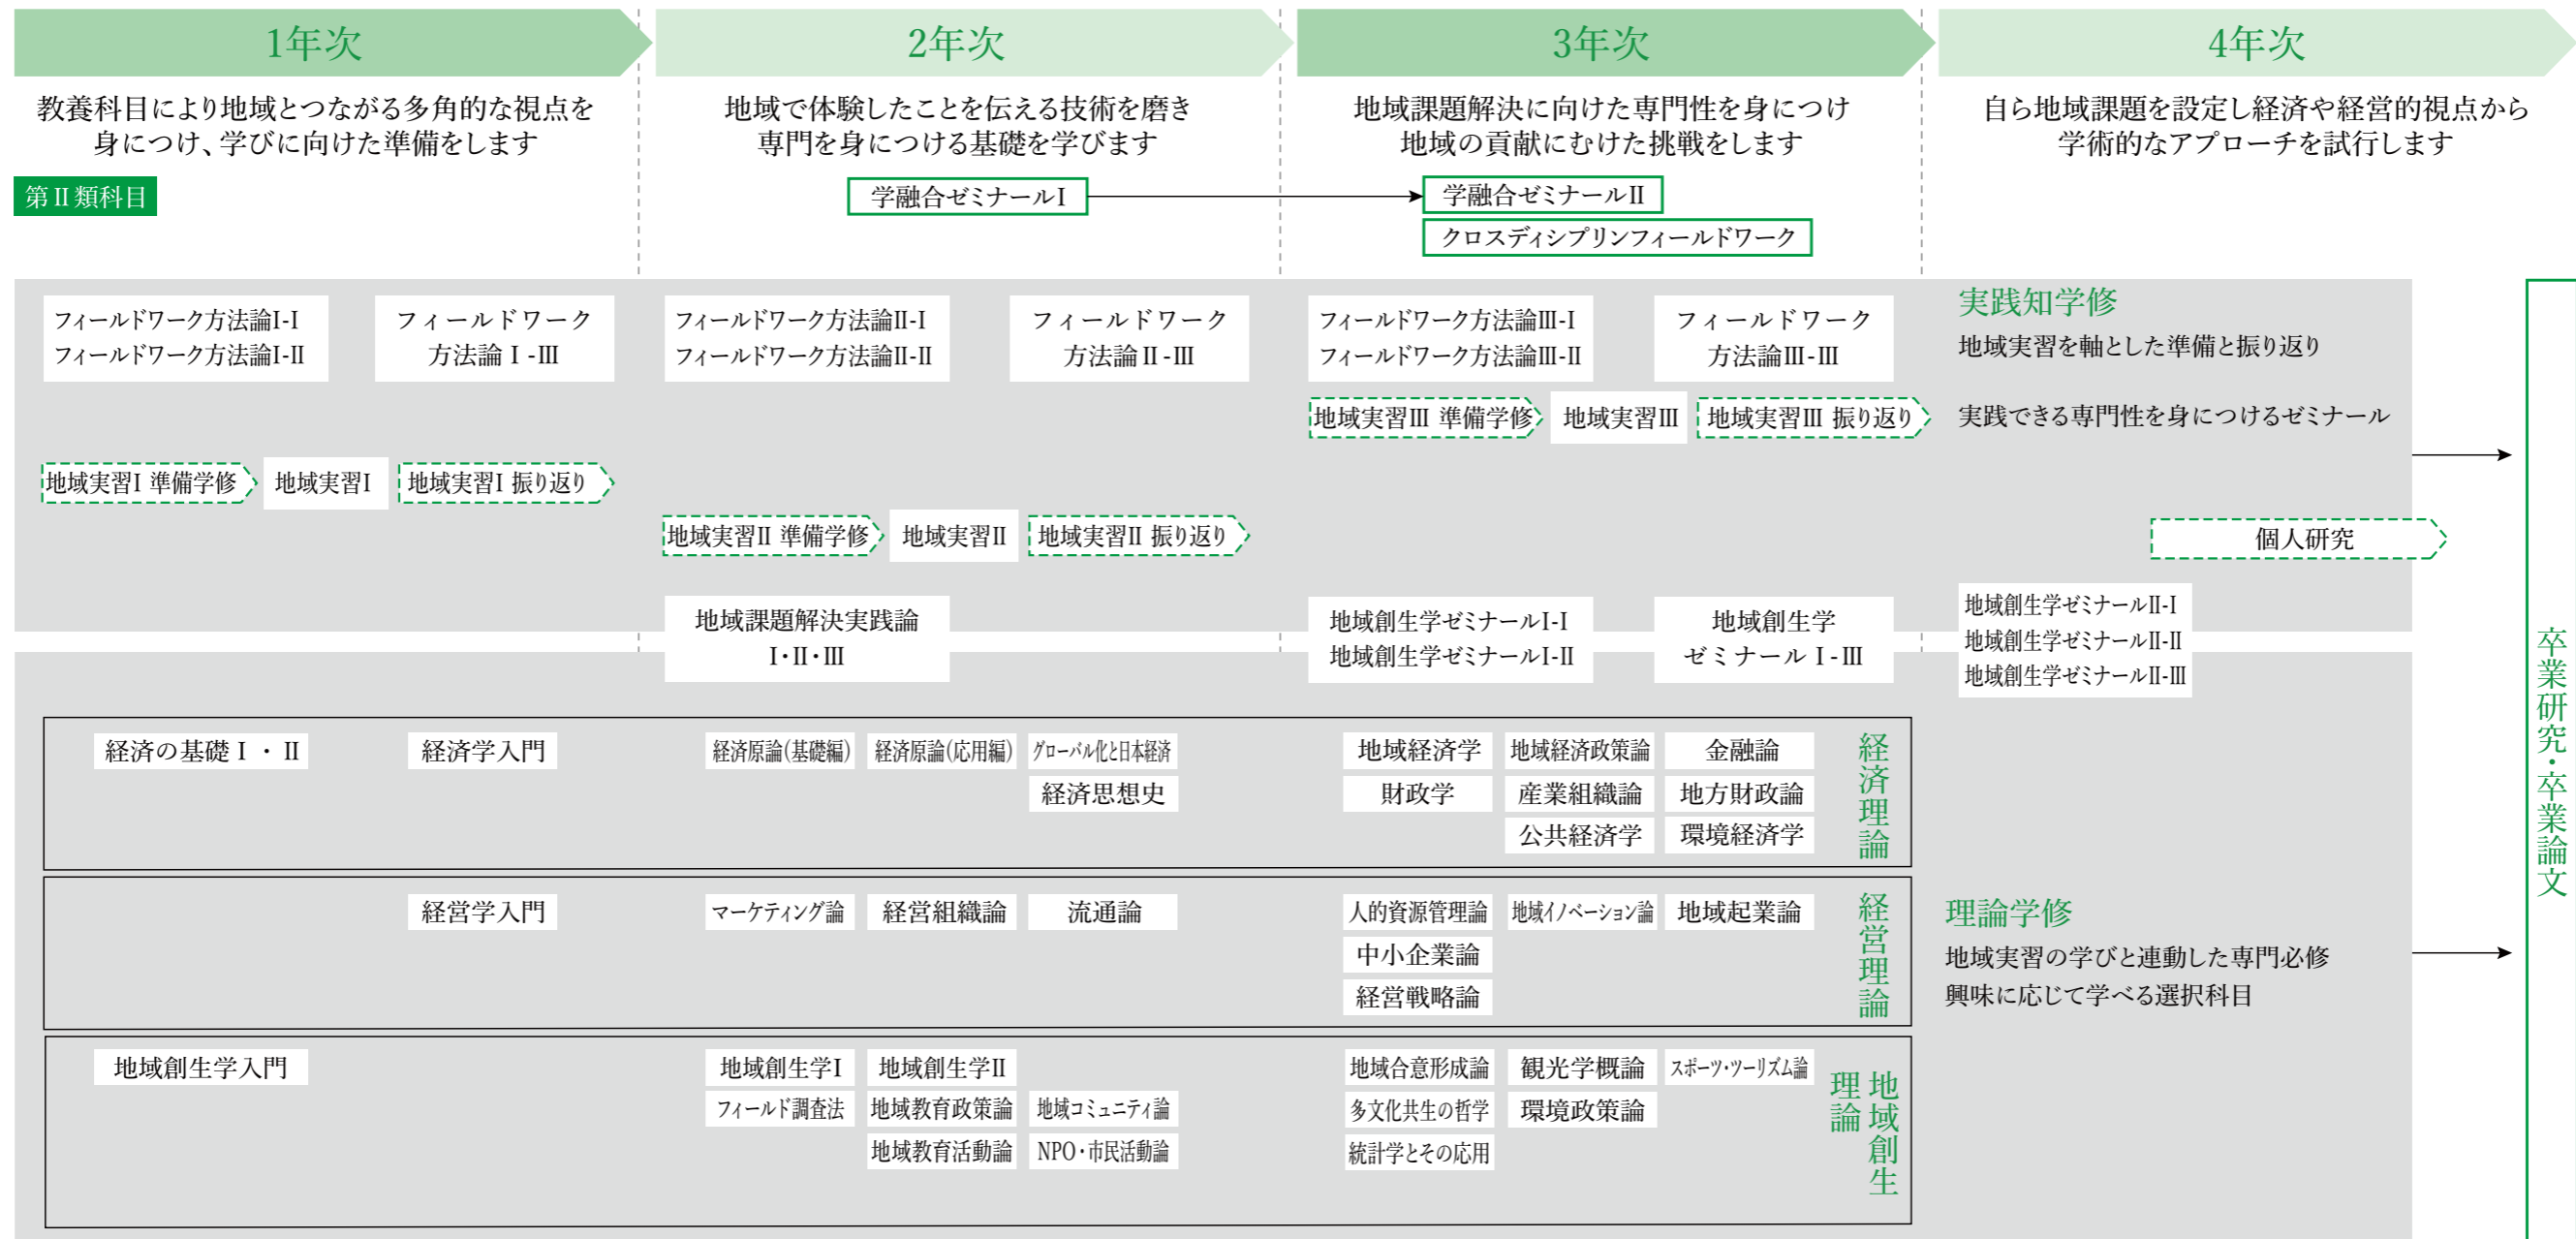 1年次
2年次
3年次
4年次
教養科目により地域とつながる多角的な視点を
身につけ、学びに向けた準備をします
地域で体験したことを伝える技術を磨き
専門を身につける基礎を学びます
地域課題解決に向けた専門性を身につけ
地域の貢献にむけた挑戦をします
自ら地域課題を設定し経済や経営的視点から
学術的なアプローチを試行します
第Ⅱ類科目
学融合ゼミナールⅠ
学融合ゼミナールⅡ
クロスディシプリンフィールドワーク
フィールドワーク方法論Ⅰ-Ⅰ
フィールドワーク方法論Ⅰ-Ⅱ
フィールドワーク
方法論Ⅰ-Ⅲ
フィールドワーク方法論Ⅱ-Ⅰ
フィールドワーク方法論Ⅱ-Ⅱ
フィールドワーク
方法論Ⅱ-Ⅲ
フィールドワーク方法論Ⅲ-Ⅰ
フィールドワーク方法論Ⅲ-Ⅱ
フィールドワーク
方法論Ⅲ-Ⅲ
実践知学修
地域実習を軸とした準備と振り返り
実践できる専門性を身につけるゼミナール
地域実習Ⅲ 準備学修
地域実習Ⅲ
地域実習Ⅲ 振り返り
地域実習Ⅰ 準備学修
地域実習Ⅰ
地域実習Ⅰ 振り返り
地域実習Ⅱ 準備学修
地域実習Ⅱ
地域実習Ⅱ 振り返り
個人研究
地域課題解決実践論
Ⅰ・Ⅱ・Ⅲ
地域創生学ゼミナールⅠ-Ⅰ
地域創生学ゼミナールⅠ-Ⅱ
地域創生学
ゼミナールⅠ-Ⅲ
地域創生学ゼミナールⅡ-Ⅰ
地域創生学ゼミナールⅡ-Ⅱ
地域創生学ゼミナールⅡ-Ⅲ
卒業研究・卒業論文
経済の基礎Ⅰ・Ⅱ
経済学入門
経済原論(基礎編)
経済原論(応用編)
グローバル化と日本経済
経済思想史
地域経済学
地域経済政策論
金融論
財政学
産業組織論
地方財政論
公共経済学
環境経済学
経済理論
経営学入門
マーケティング論
経営組織論
流通論
人的資源管理論
地域イノベーション論
地域起業論
中小企業論
経営戦略論
経営理論
理論学修
地域実習の学びと連動した専門必修
興味に応じて学べる選択科目
地域創生学入門
地域創生学Ⅰ
地域創生学Ⅱ
フィールド調査法
地域教育政策論
地域コミュニティ論
地域教育活動論
NPO・市民活動論
地域合意形成論
観光学概論
スポーツ・ツーリズム論
多文化共生の哲学
環境政策論
統計学とその応用
地域創生
理論